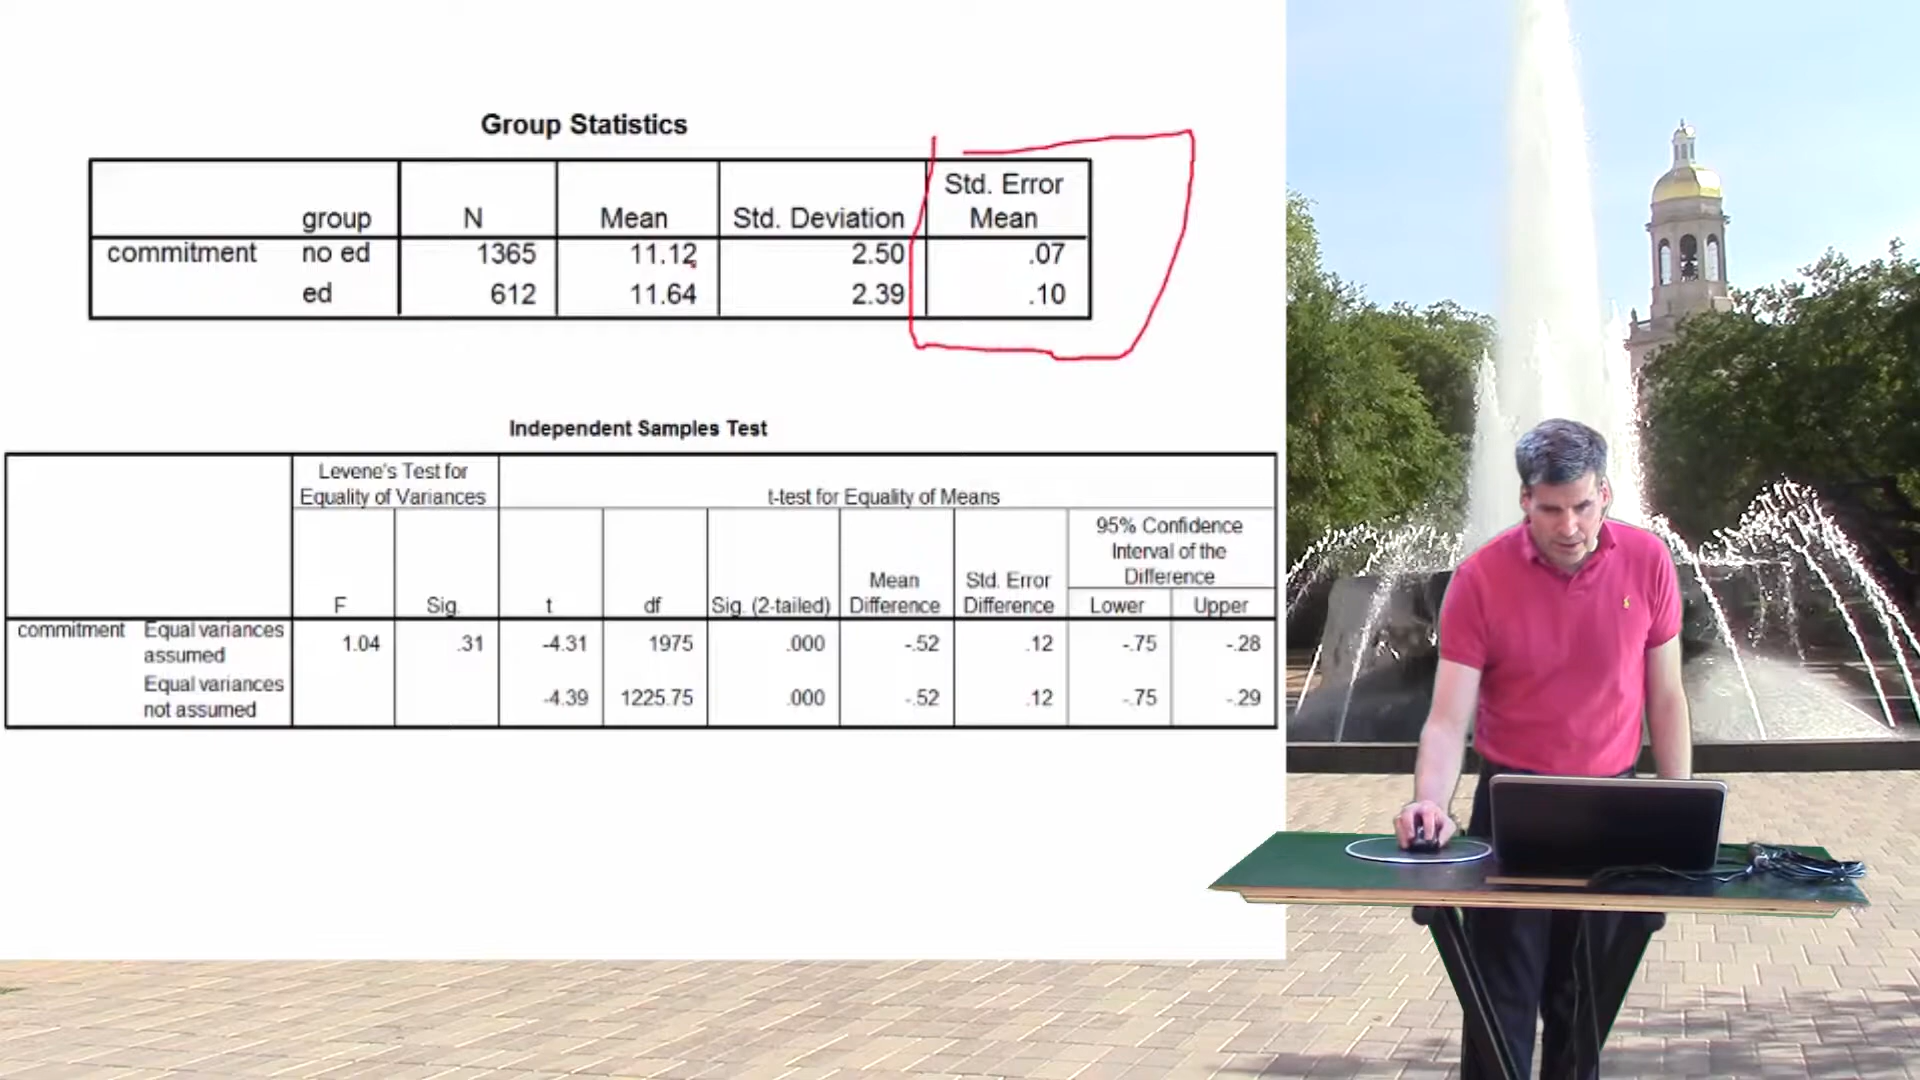 Group Statistics
group N Mean Std. Deviation Std. Error Mean
commitment no ed 1365 11.12 2.50 .07
ed 612 11.64 2.39 .10
Independent Samples Test
Levene's Test for
Equality of Variances
t-test for Equality of Means
F Sig. t df Sig. (2-tailed) Mean Difference Std. Error Difference 95% Confidence Interval of the Difference
Lower Upper
commitment Equal variances assumed 1.04 .31 -4.31 1975 .000 -.52 .12 -.75 -.28
Equal variances not assumed -4.39 1225.75 .000 -.52 .12 -.75 -.29